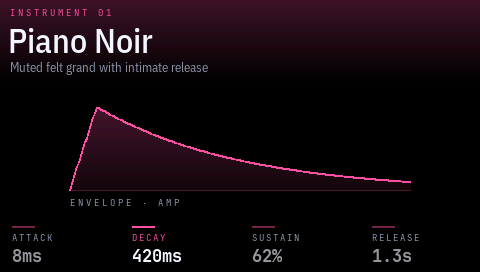 INSTRUMENT 01
Piano Noir
Muted felt grand with intimate release
ENVELOPE · AMP
ATTACK DECAY SUSTAIN RELEASE
8ms 420ms 62% 1.3s